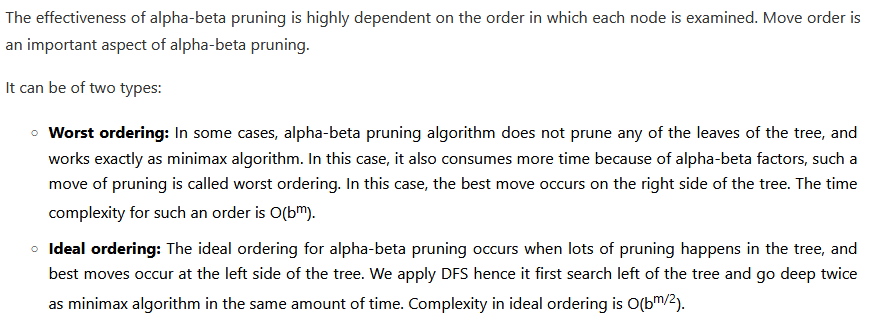 The effectiveness of alpha-beta pruning is highly dependent on the order in which each node is examined. Move order is
an important aspect of alpha-beta pruning.
It can be of two types:
○ Worst ordering: In some cases, alpha-beta pruning algorithm does not prune any of the leaves of the tree, and
works exactly as minimax algorithm. In this case, it also consumes more time because of alpha-beta factors, such a
move of pruning is called worst ordering. In this case, the best move occurs on the right side of the tree. The time
complexity for such an order is O(bᵐ).
○ Ideal ordering: The ideal ordering for alpha-beta pruning occurs when lots of pruning happens in the tree, and
best moves occur at the left side of the tree. We apply DFS hence it first search left of the tree and go deep twice
as minimax algorithm in the same amount of time. Complexity in ideal ordering is O(bᵐ/²).